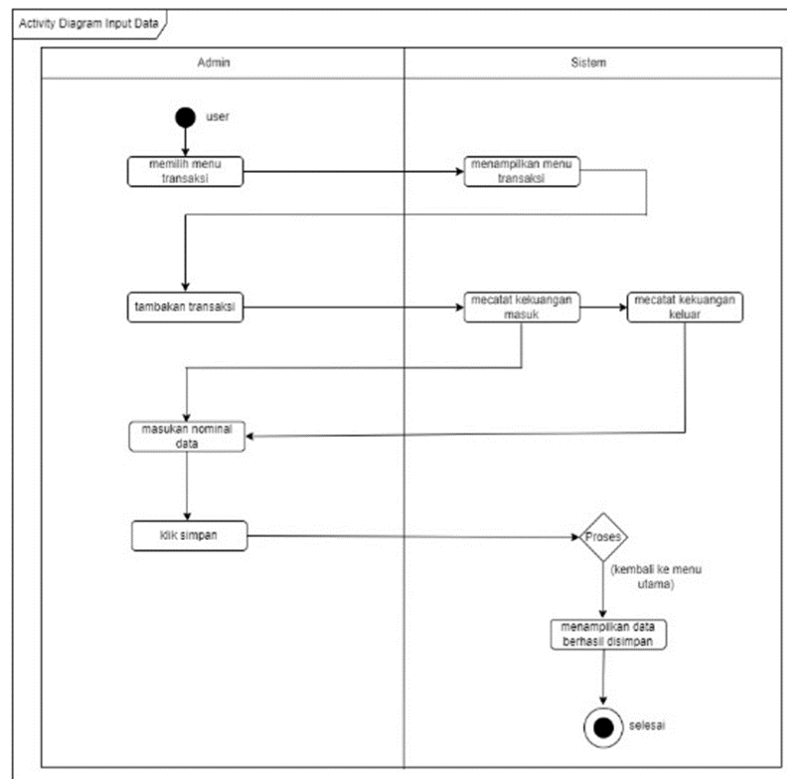 Activity Diagram Input Data
Admin
Sistem
user
memilih menu
transaksi
menampilkan menu
transaksi
tambakan transaksi
mecatat kekuangan
masuk
mecatat kekuangan
keluar
masukan nominal
data
klik simpan
Proses
(kembali ke menu
utama)
menampilkan data
berhasil disimpan
selesai